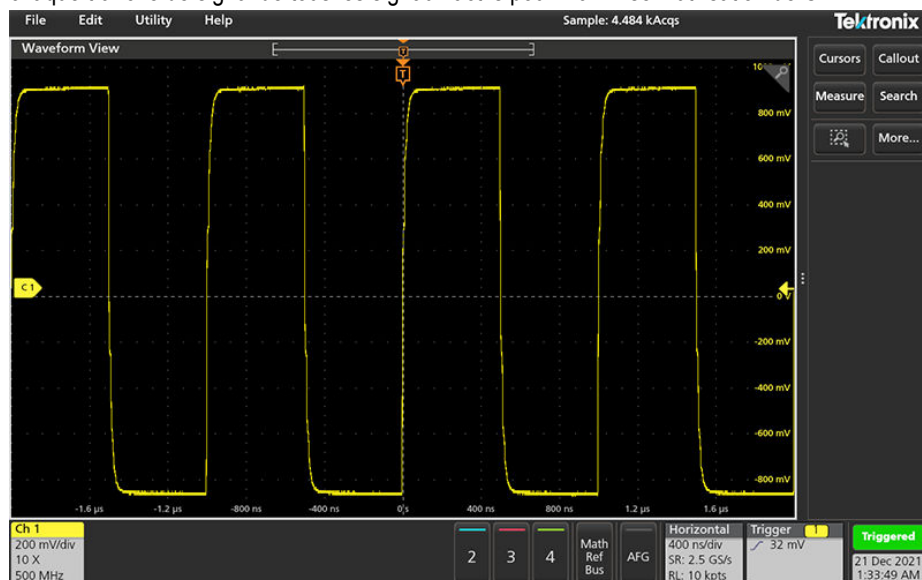 File Edit Utility Help Sample: 4.484 kAcqs Tektronix
Waveform View
Cursors Callout
Measure Search
More...
T
T
800 mV
600 mV
400 mV
200 mV
0 V
-200 mV
-400 mV
-600 mV
-800 mV
C 1
-1.6 µs -1.2 µs -800 ns -400 ns 0 s 400 ns 800 ns 1.2 µs 1.6 µs
Ch 1
200 mV/div
10 X
500 MHz
2 3 4
Math
Ref
Bus
AFG
Horizontal
400 ns/div
SR: 2.5 GS/s
RL: 10 kpts
Trigger 1
32 mV
Triggered
21 Dec 2021
1:33:49 AM